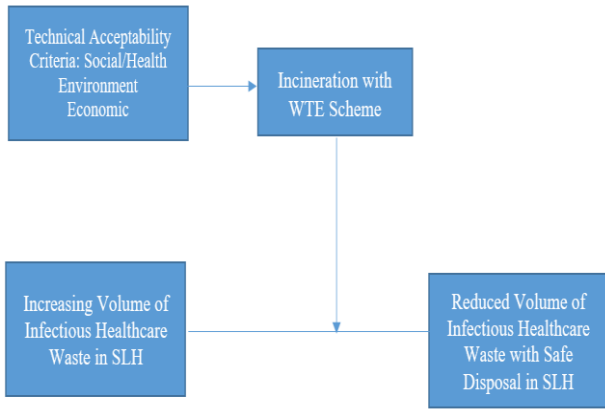 Technical Acceptability
Criteria: Social/Health
Environment
Economic
Incineration with
WTE Scheme
Increasing Volume of
Infectious Healthcare
Waste in SLH
Reduced Volume of
Infectious Healthcare
Waste with Safe
Disposal in SLH